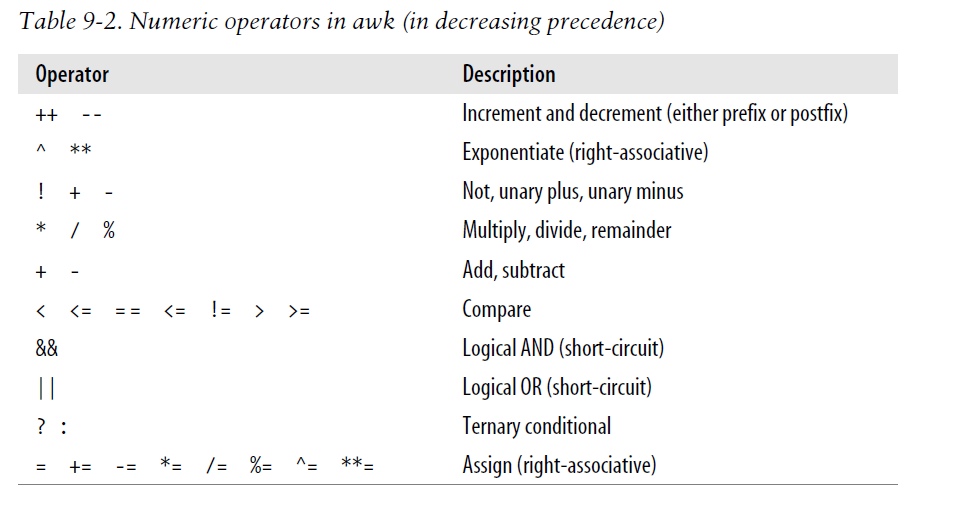 Table 9-2. Numeric operators in awk (in decreasing precedence)
Operator Description
++ -- Increment and decrement (either prefix or postfix)
^ ** Exponentiate (right-associative)
! + - Not, unary plus, unary minus
* / % Multiply, divide, remainder
+ - Add, subtract
< <= == <= != > >= Compare
&& Logical AND (short-circuit)
|| Logical OR (short-circuit)
? : Ternary conditional
= += -= *= /= %= ^= **= Assign (right-associative)